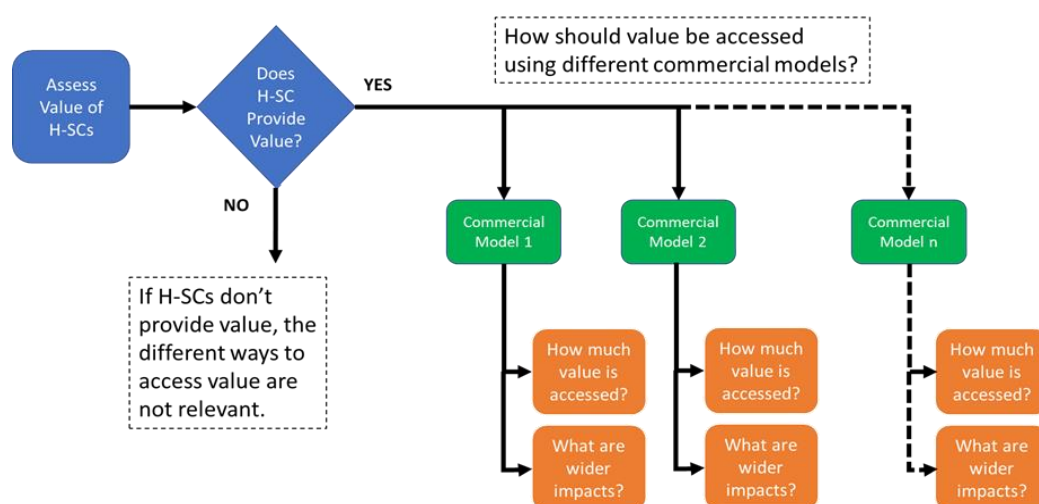 How should value be accessed
using different commercial models?
Assess
Value of
H-SCs
Does
H-SC
Provide
Value?
YES
NO
If H-SCs don’t
provide value, the
different ways to
access value are
not relevant.
Commercial
Model 1
Commercial
Model 2
Commercial
Model n
How much
value is
accessed?
How much
value is
accessed?
How much
value is
accessed?
What are
wider
impacts?
What are
wider
impacts?
What are
wider
impacts?